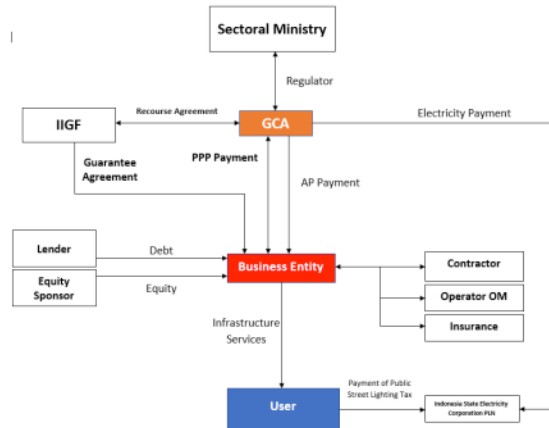 Sectoral Ministry
Regulator
Recourse Agreement
Electricity Payment
IIGF
GCA
Guarantee
Agreement
PPP Payment
AP Payment
Lender
Debt
Business Entity
Contractor
Equity
Sponsor
Equity
Operator OM
Insurance
Infrastructure
Services
User
Payment of Public
Street Lighting Tax
Indonesia State Electricity
Corporation PLN